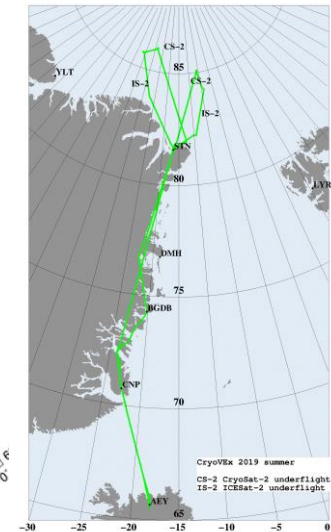 CS-2
85
YLT
IS-2
CS-2
IS-2
STN
80
LYR
DMH
75
BGDB
CNP
70
CryoVEx 2019 summer
CS-2 CryoSat-2 underflight
IS-2 ICESat-2 underflight
AEY
65
-30 -25 -20 -15 -10 -5 0